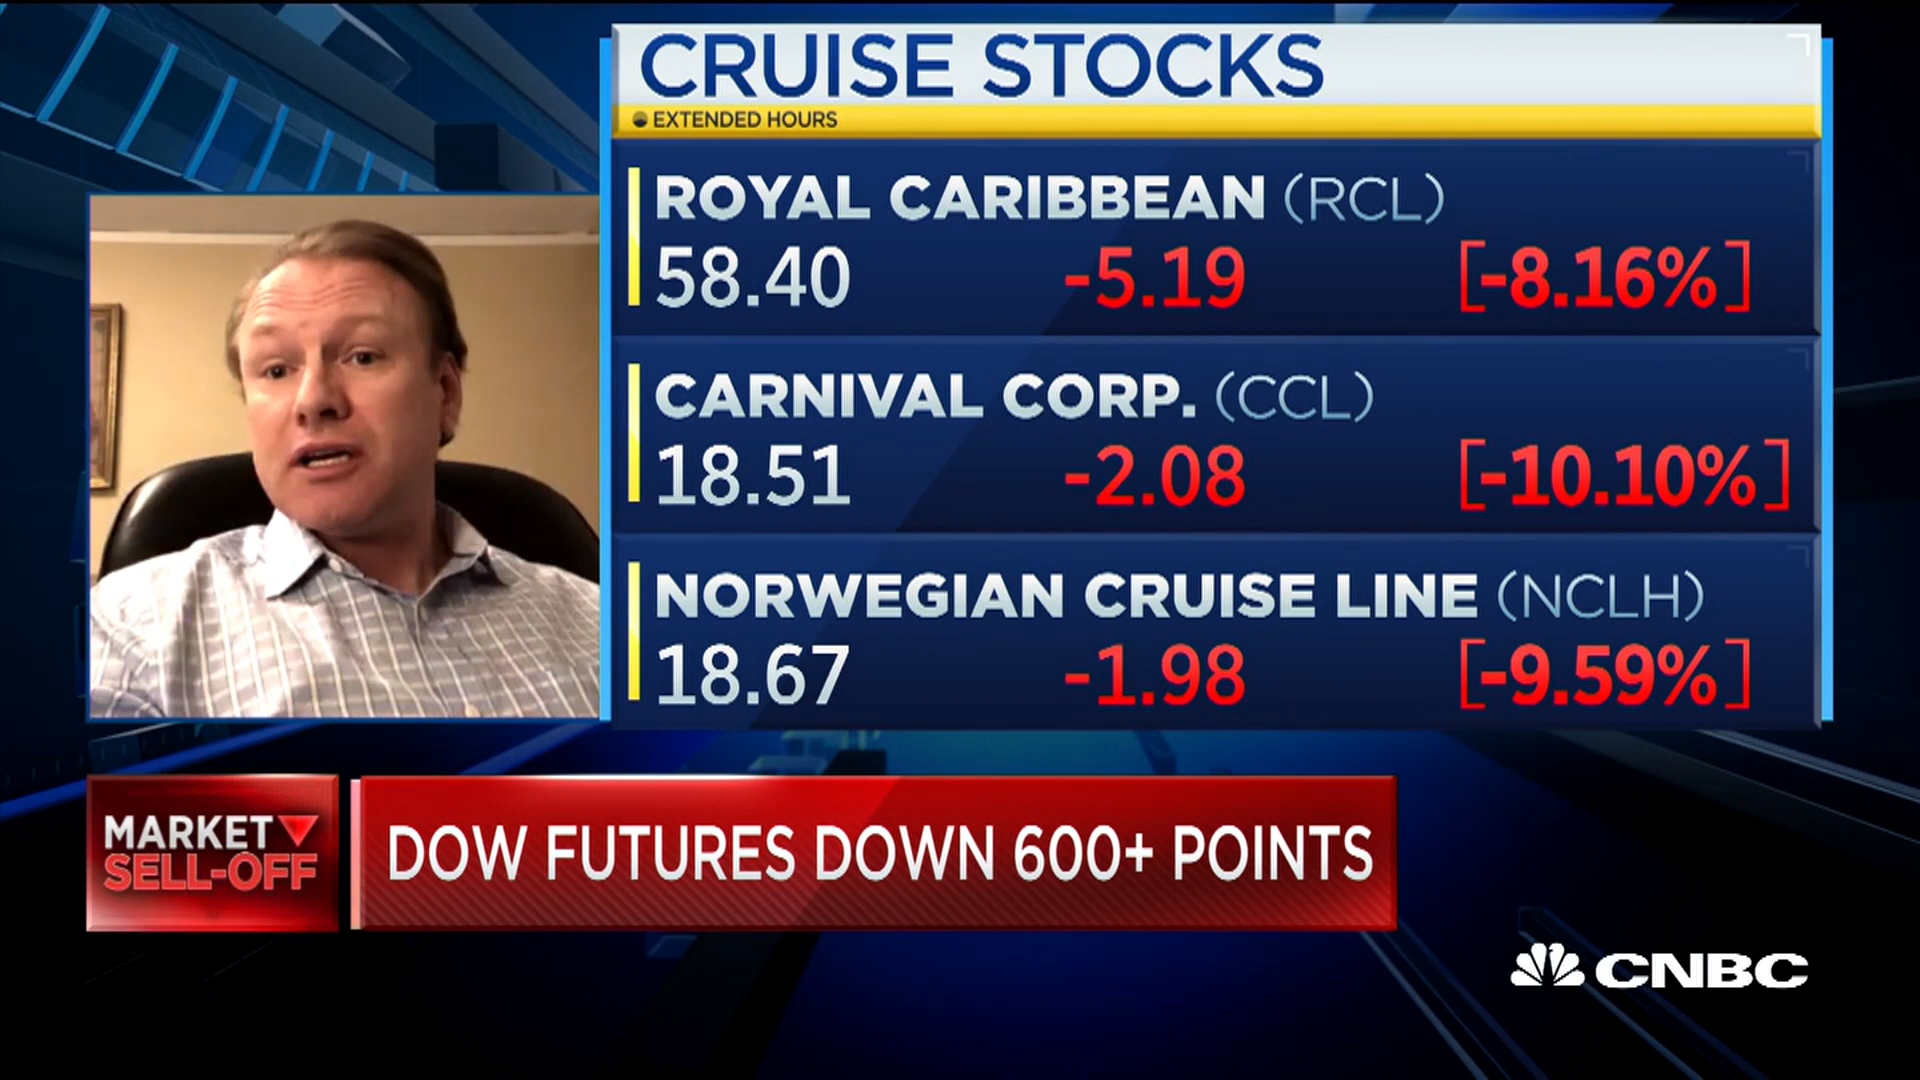 CRUISE STOCKS
EXTENDED HOURS
ROYAL CARIBBEAN (RCL)
58.40 -5.19 [-8.16%]
CARNIVAL CORP. (CCL)
18.51 -2.08 [-10.10%]
NORWEGIAN CRUISE LINE (NCLH)
18.67 -1.98 [-9.59%]
MARKET
SELL-OFF
DOW FUTURES DOWN 600+ POINTS
CNBC